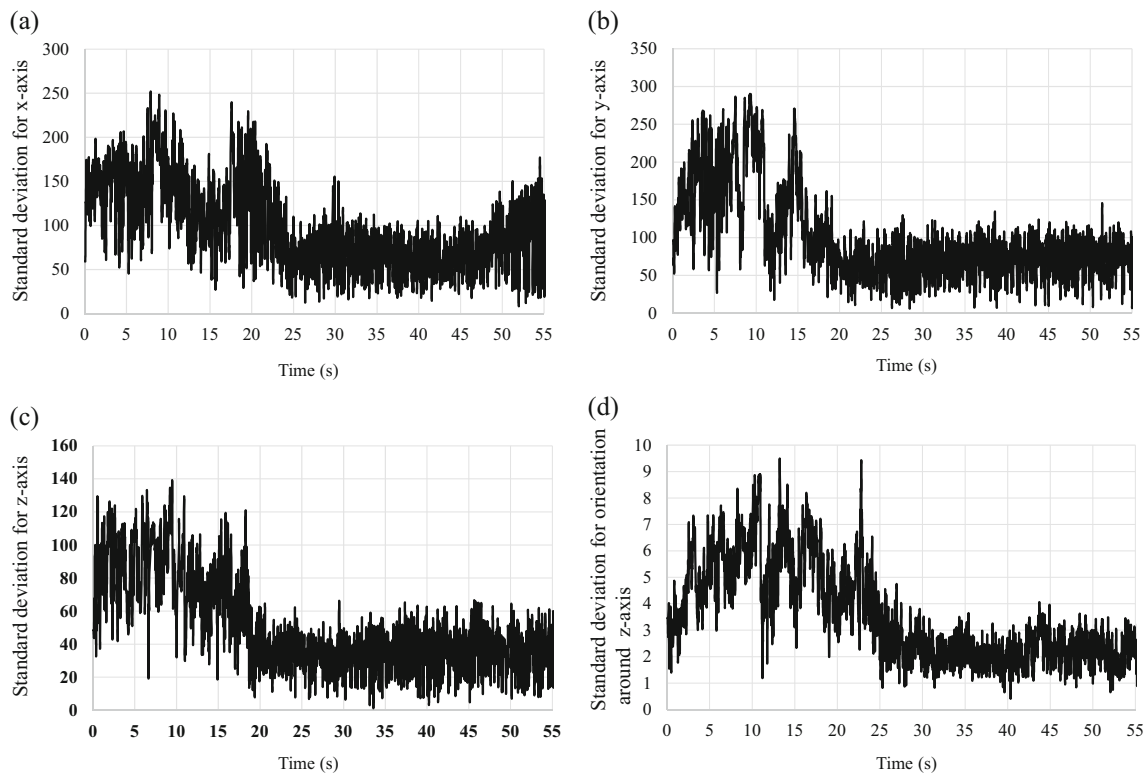 (a)
Standard deviation for x-axis
300
250
200
150
100
50
0
0 5 10 15 20 25 30 35 40 45 50 55
Time (s)
(b)
Standard deviation for y-axis
350
300
250
200
150
100
50
0
0 5 10 15 20 25 30 35 40 45 50 55
Time (s)
(c)
Standard deviation for z-axis
160
140
120
100
80
60
40
20
0
0 5 10 15 20 25 30 35 40 45 50 55
Time (s)
(d)
Standard deviation for orientation
around z-axis
10
9
8
7
6
5
4
3
2
1
0
0 5 10 15 20 25 30 35 40 45 50 55
Time (s)